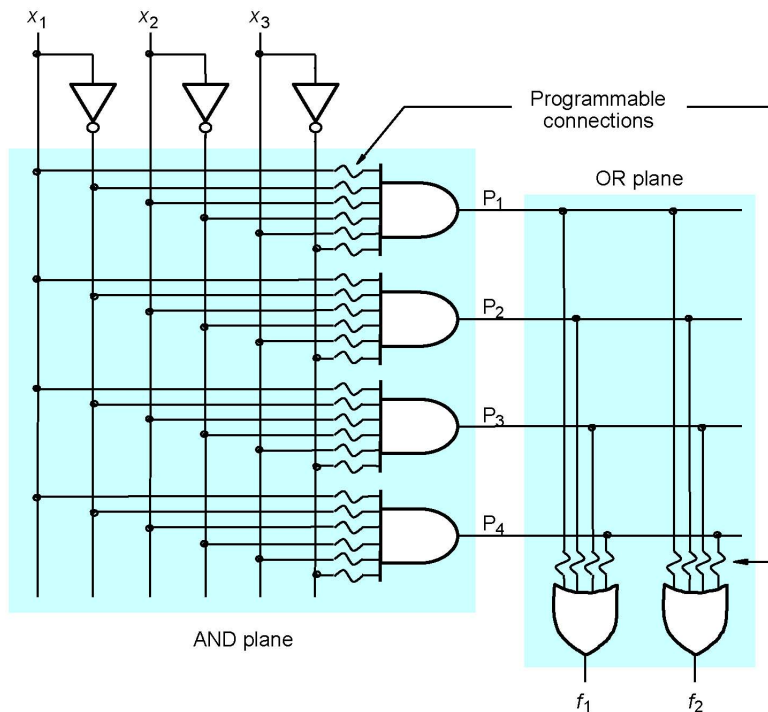 x1 x2 x3
Programmable
connections
OR plane
P1
P2
P3
P4
AND plane
f1 f2